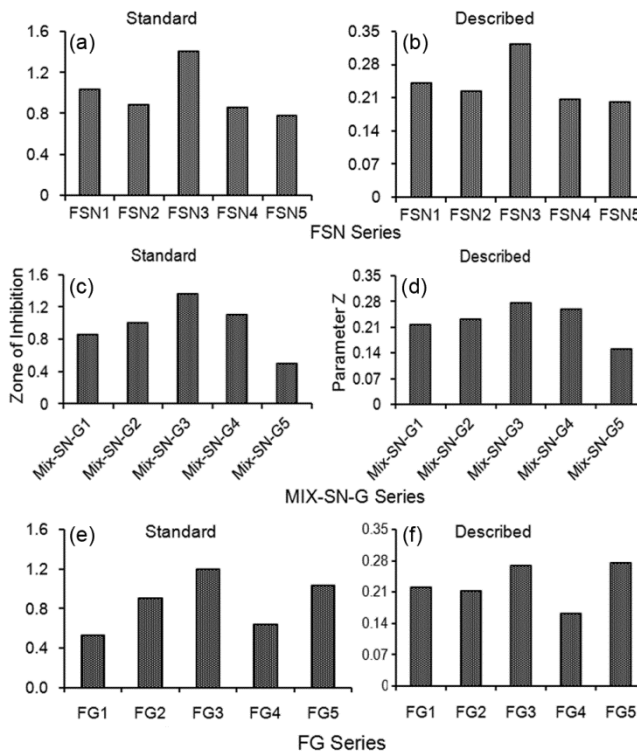 Standard
(a)
1.6
1.2
0.8
0.4
0
FSN1 FSN2 FSN3 FSN4 FSN5
Described
(b)
0.35
0.28
0.21
0.14
0.07
0
FSN1 FSN2 FSN3 FSN4 FSN5
FSN Series
Standard
(c)
Zone of Inhibition
1.6
1.2
0.8
0.4
0
Mix-SN-G1 Mix-SN-G2 Mix-SN-G3 Mix-SN-G4 Mix-SN-G5
Described
(d)
Parameter Z
0.35
0.28
0.21
0.14
0.07
0
Mix-SN-G1 Mix-SN-G2 Mix-SN-G3 Mix-SN-G4 Mix-SN-G5
MIX-SN-G Series
Standard
(e)
1.6
1.2
0.8
0.4
0.0
FG1 FG2 FG3 FG4 FG5
Described
(f)
0.35
0.28
0.21
0.14
0.07
0
FG1 FG2 FG3 FG4 FG5
FG Series